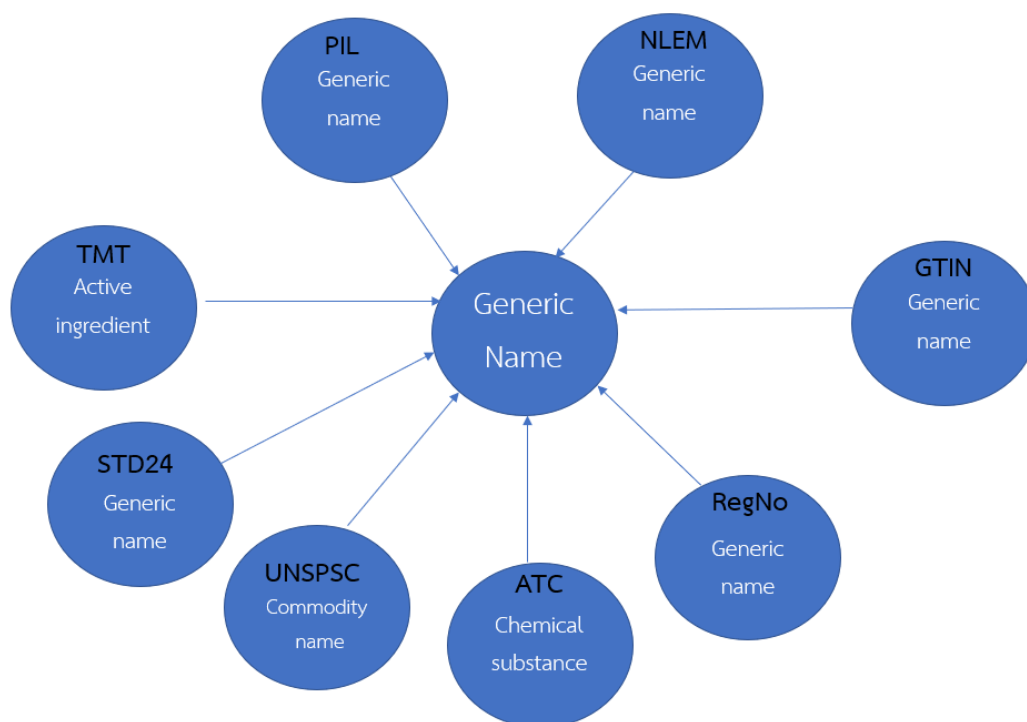 PIL
Generic
name
NLEM
Generic
name
TMT
Active
ingredient
Generic
Name
GTIN
Generic
name
STD24
Generic
name
UNSPSC
Commodity
name
ATC
Chemical
substance
RegNo
Generic
name